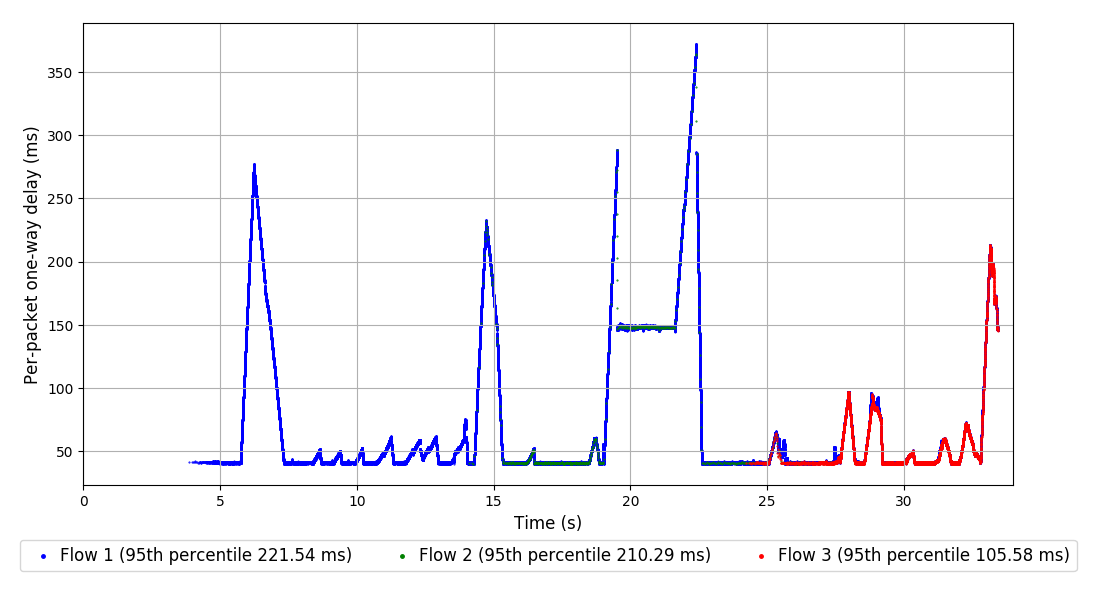 Per-packet one-way delay (ms)
350
300
250
200
150
100
50
0
5
10
15
20
25
30
Time (s)
Flow 1 (95th percentile 221.54 ms)
Flow 2 (95th percentile 210.29 ms)
Flow 3 (95th percentile 105.58 ms)